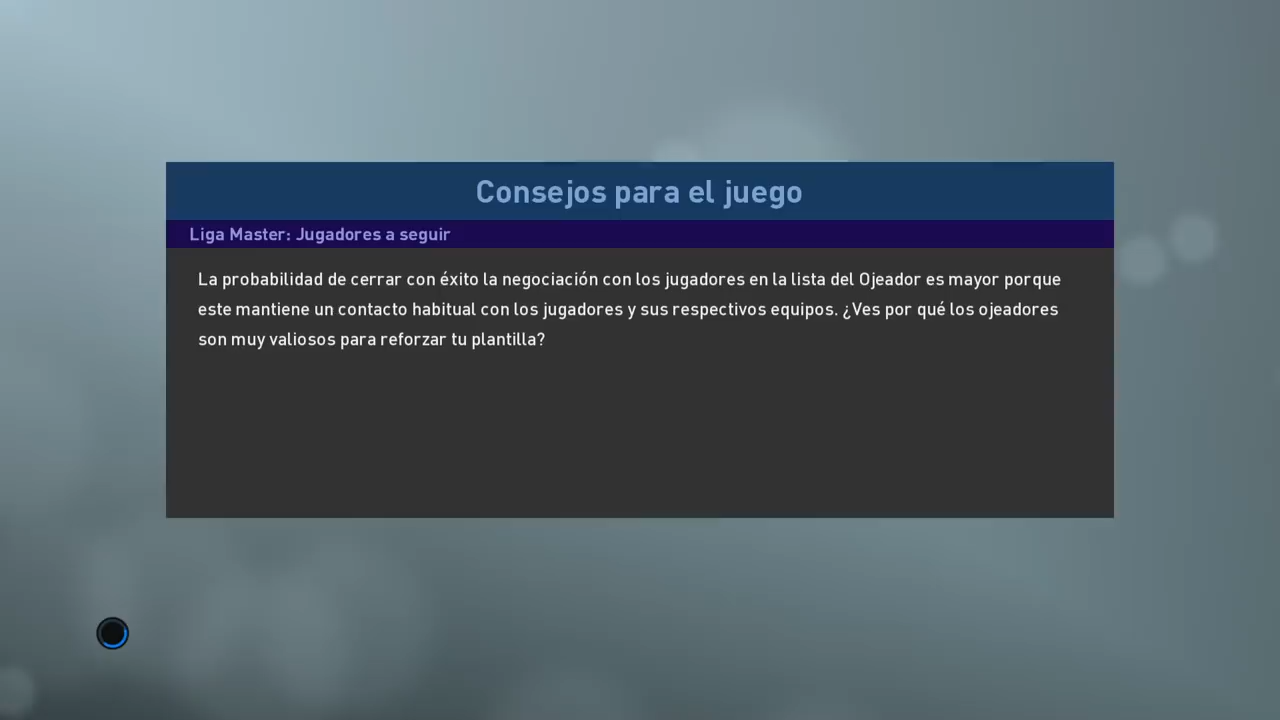 Consejos para el juego
Liga Master: Jugadores a seguir
La probabilidad de cerrar con éxito la negociación con los jugadores en la lista del Ojeador es mayor porque
este mantiene un contacto habitual con los jugadores y sus respectivos equipos. ¿Ves por qué los ojeadores
son muy valiosos para reforzar tu plantilla?